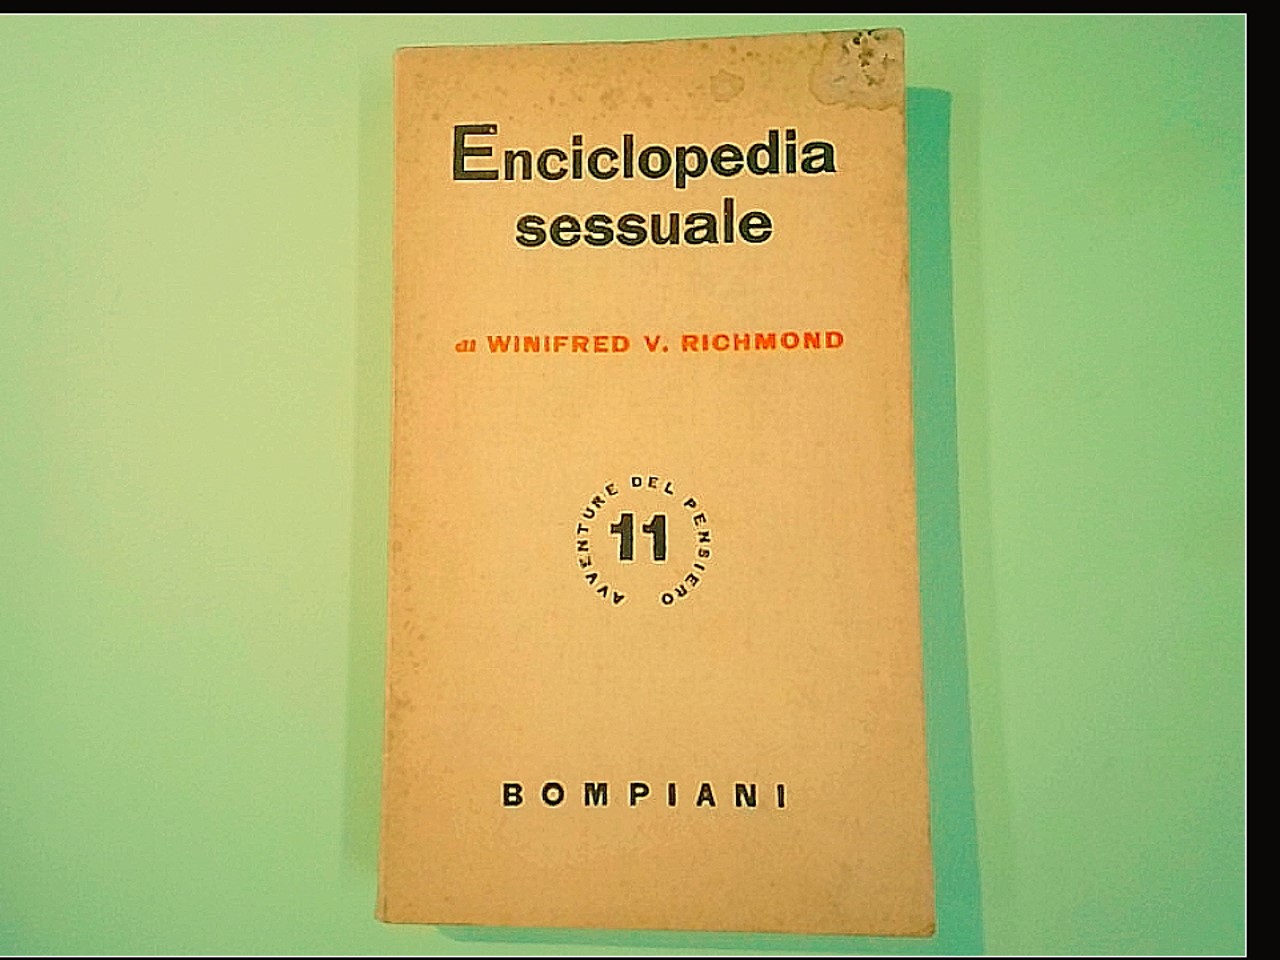 Enciclopedia
sessuale
di WINIFRED V. RICHMOND
AVVENTURE DEL PENSIERO
11
BOMPIANI